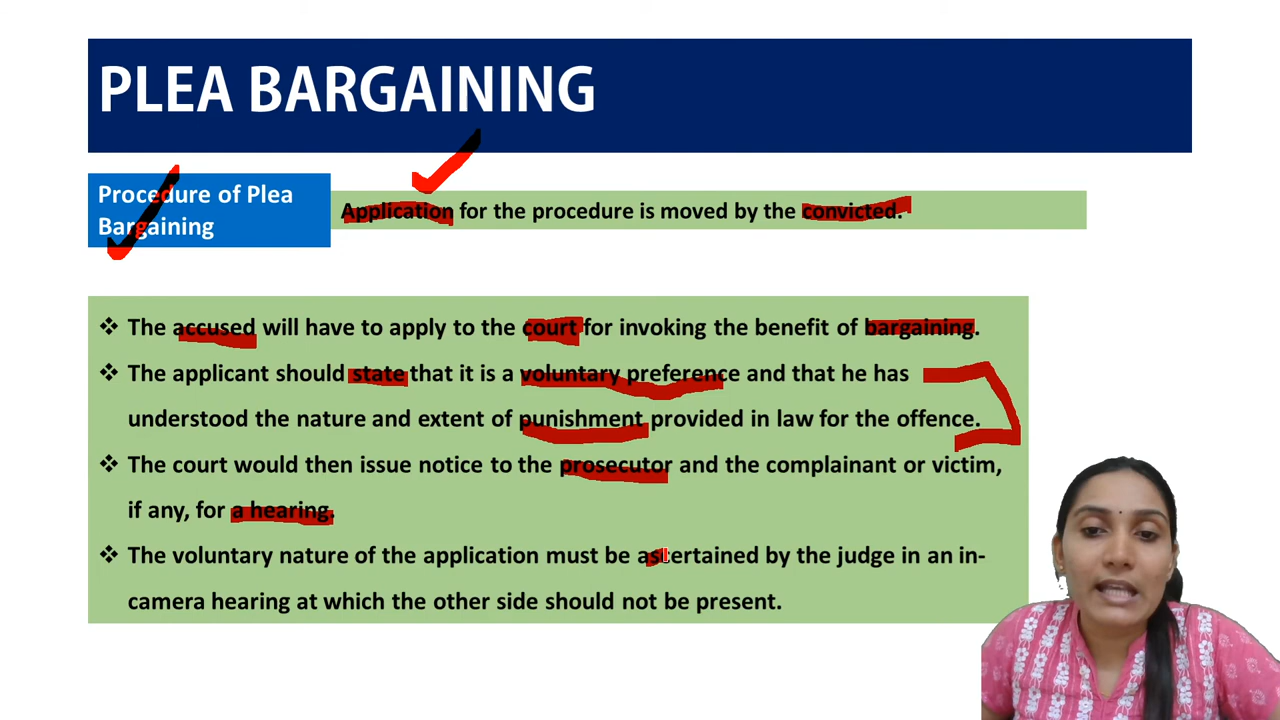 PLEA BARGAINING
Procedure of Plea
Bargaining
Application for the procedure is moved by the convicted.
❖ The accused will have to apply to the court for invoking the benefit of bargaining.
❖ The applicant should state that it is a voluntary preference and that he has
understood the nature and extent of punishment provided in law for the offence.
❖ The court would then issue notice to the prosecutor and the complainant or victim,
if any, for a hearing.
❖ The voluntary nature of the application must be ascertained by the judge in an in-
camera hearing at which the other side should not be present.